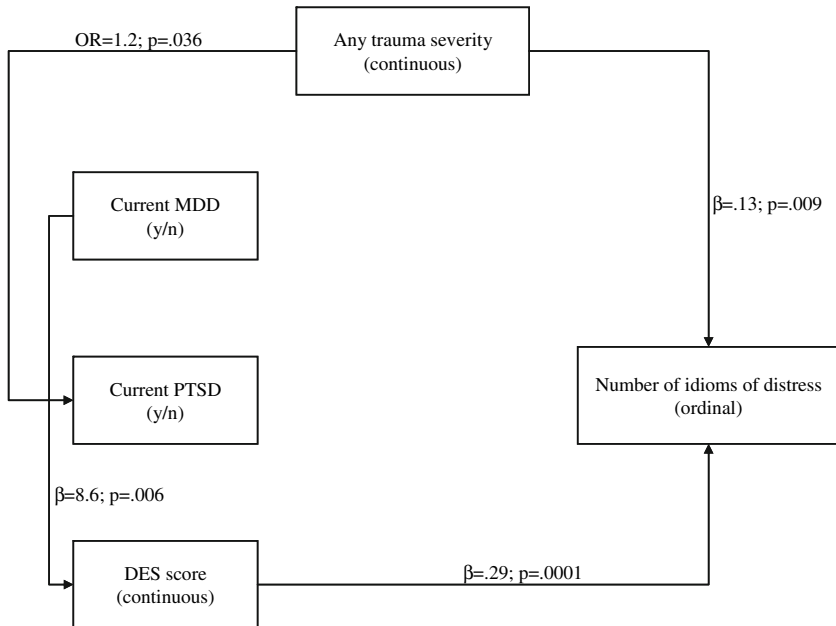 OR=1.2; p=.036
Any trauma severity
(continuous)
Current MDD
(y/n)
β=.13; p=.009
Current PTSD
(y/n)
Number of idioms of distress
(ordinal)
β=8.6; p=.006
DES score
(continuous)
β=.29; p=.0001